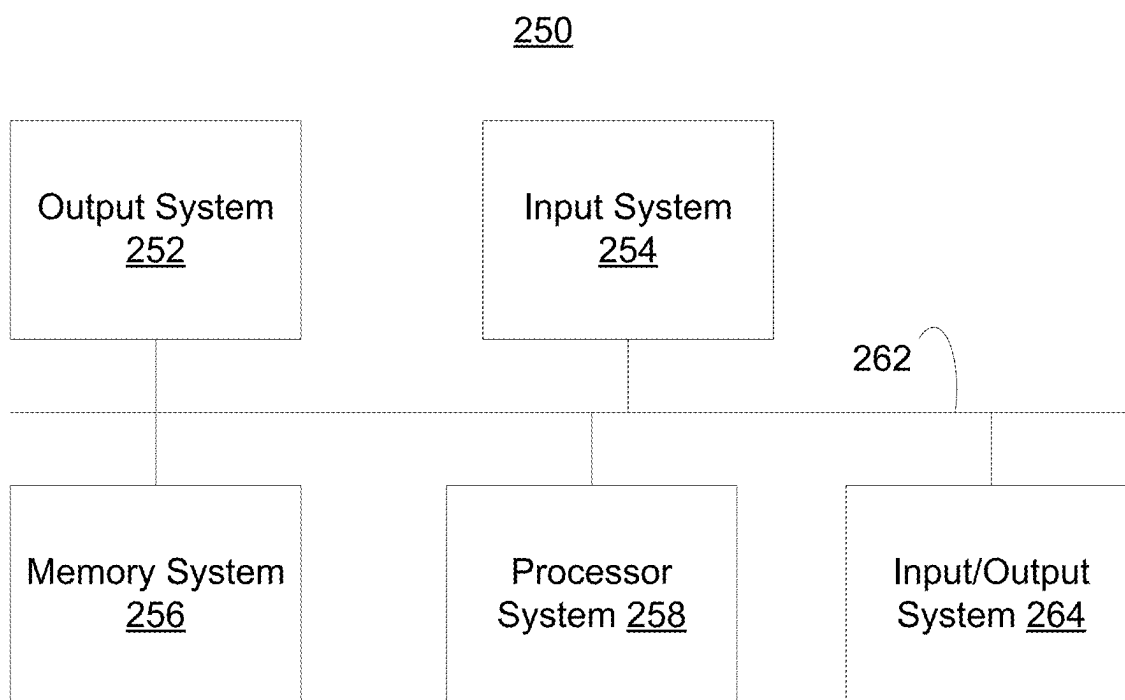 250
Output System
252
Input System
254
262
Memory System
256
Processor
System 258
Input/Output
System 264